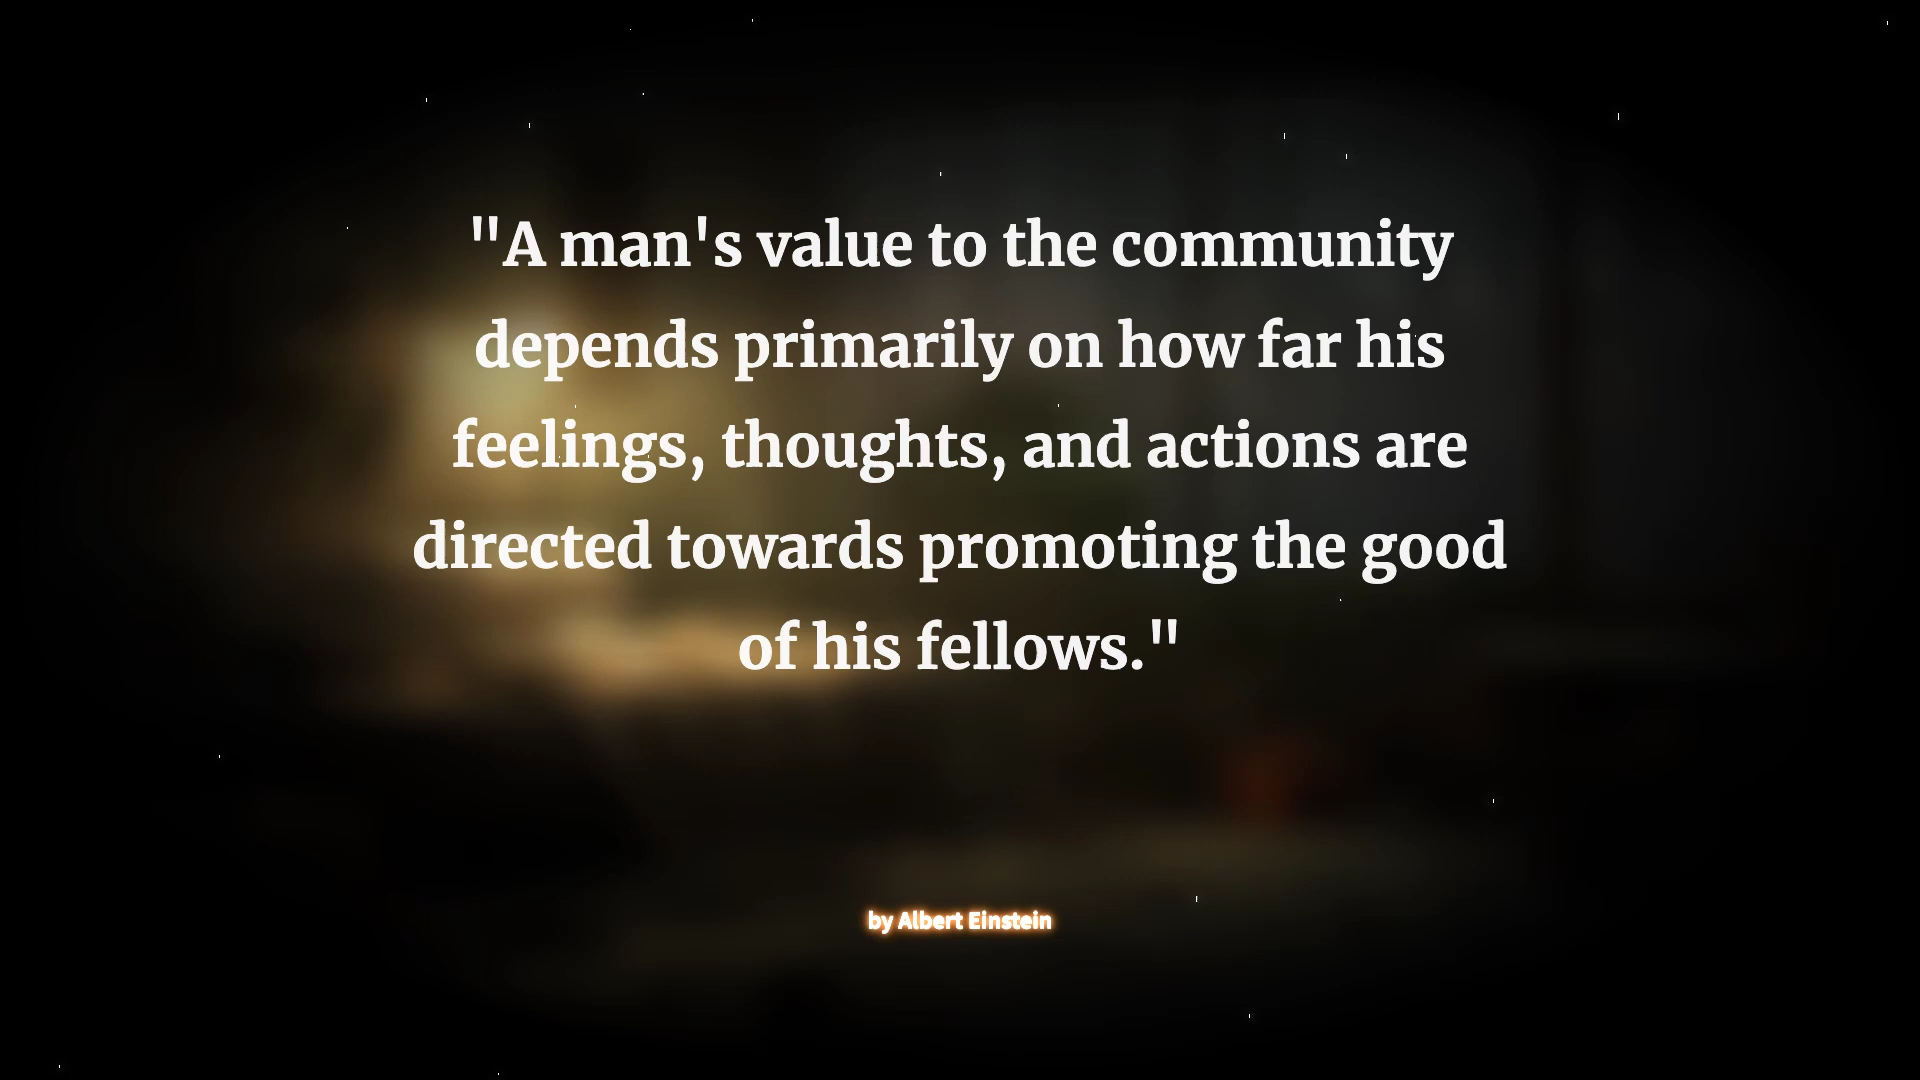 "A man's value to the community
depends primarily on how far his
feelings, thoughts, and actions are
directed towards promoting the good
of his fellows."
by Albert Einstein